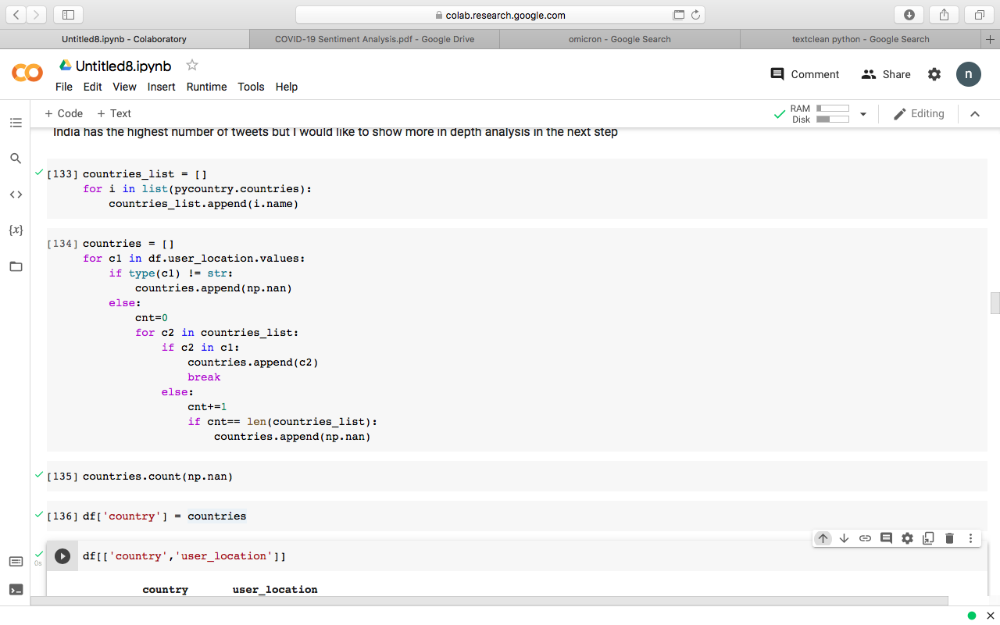 colab.research.google.com
Untitled8.ipynb - Colaboratory
COVID-19 Sentiment Analysis.pdf - Google Drive
omicron - Google Search
textclean python - Google Search
Untitled8.ipynb
File Edit View Insert Runtime Tools Help
Comment
Share
n
+ Code + Text
RAM
Disk
Editing
India has the highest number of tweets but I would like to show more in depth analysis in the next step
[133] countries_list = []
for i in list(pycountry.countries):
countries_list.append(i.name)
[134] countries = []
for c1 in df.user_location.values:
if type(c1) != str:
countries.append(np.nan)
else:
cnt=0
for c2 in countries_list:
if c2 in c1:
countries.append(c2)
break
else:
cnt+=1
if cnt== len(countries_list):
countries.append(np.nan)
[135] countries.count(np.nan)
[136] df['country'] = countries
0s
df[['country','user_location']]
country user_location